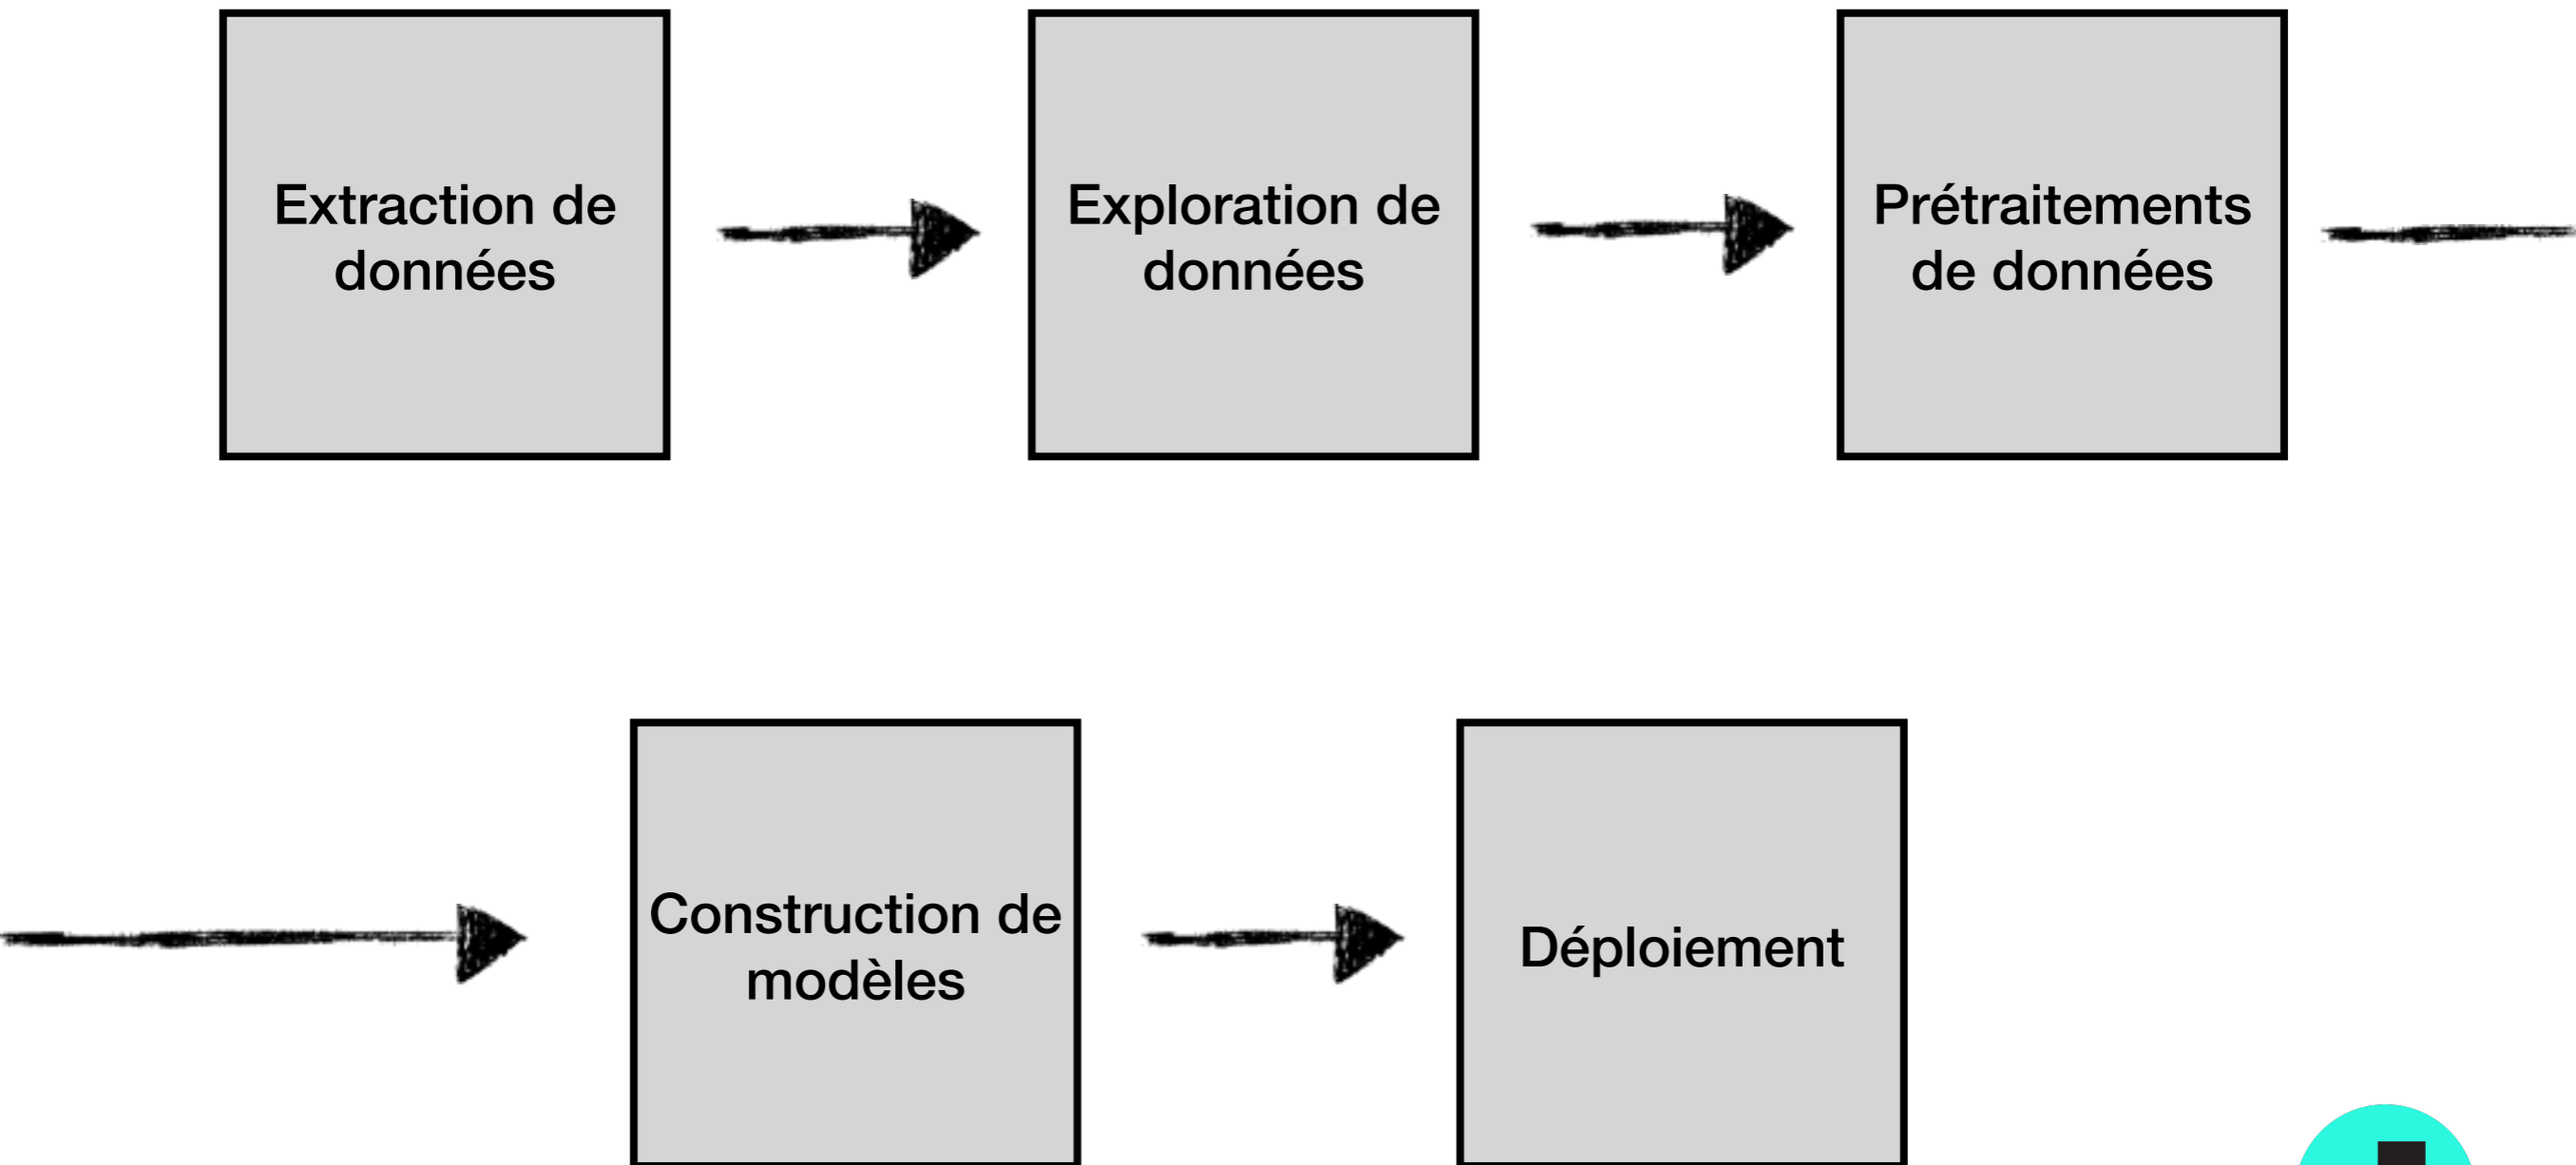 Extraction de
données
Exploration de
données
Prétraitements
de données
Construction de
modèles
Déploiement